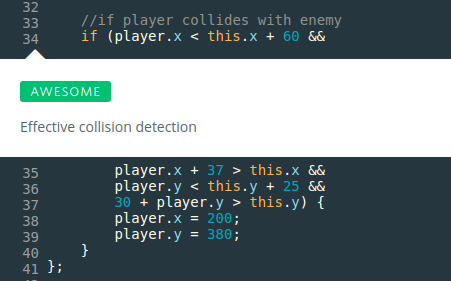 32
33     //if player collides with enemy
34     if (player.x < this.x + 60 &&
AWESOME
Effective collision detection
35         player.x + 37 > this.x &&
36         player.y < this.y + 25 &&
37         30 + player.y > this.y) {
38         player.x = 200;
39         player.y = 380;
40     }
41 };